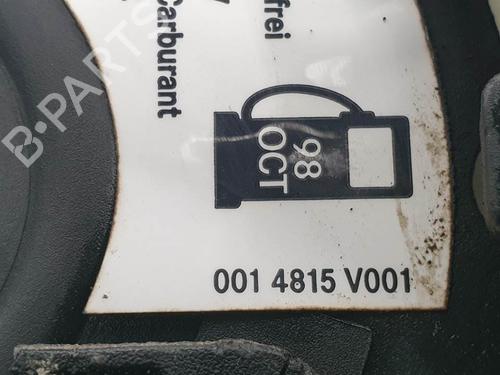 frei
Carburant
98
OCT
001 4815 V001
B-PARTS